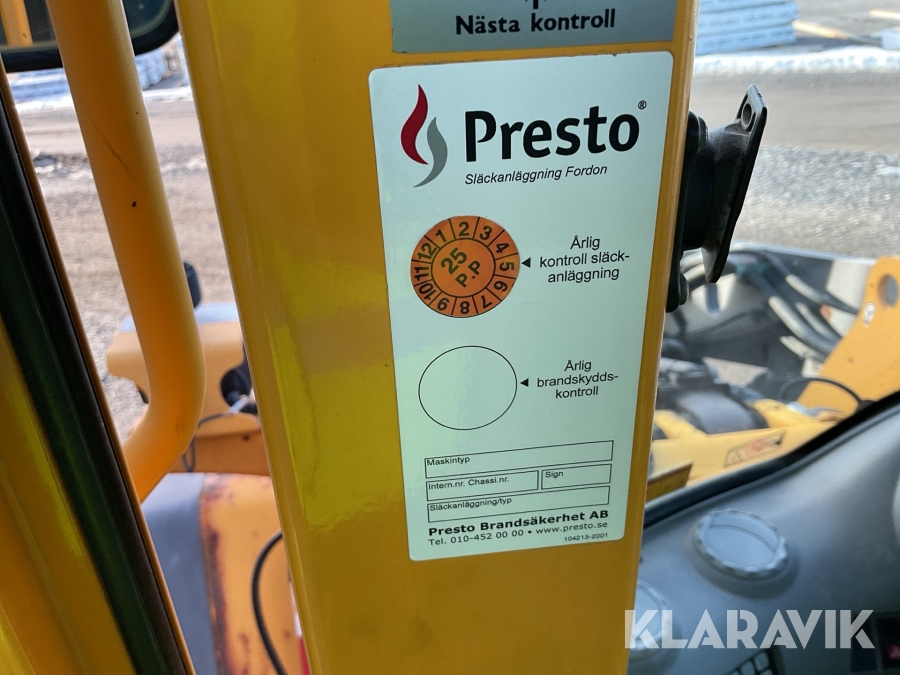 Nästa kontroll
Presto®
Släckanläggning Fordon
1 2 3 4 5 6 7 8 9 10 11 12
25
P.P
Årlig
kontroll släck-
anläggning
Årlig
brandskydds-
kontroll
Maskintyp
Intern.nr. Chassi.nr.
Sign
Släckanläggning/typ
Presto Brandsäkerhet AB
Tel. 010-452 00 00 • www.presto.se
104213-2001
KLARAVIK